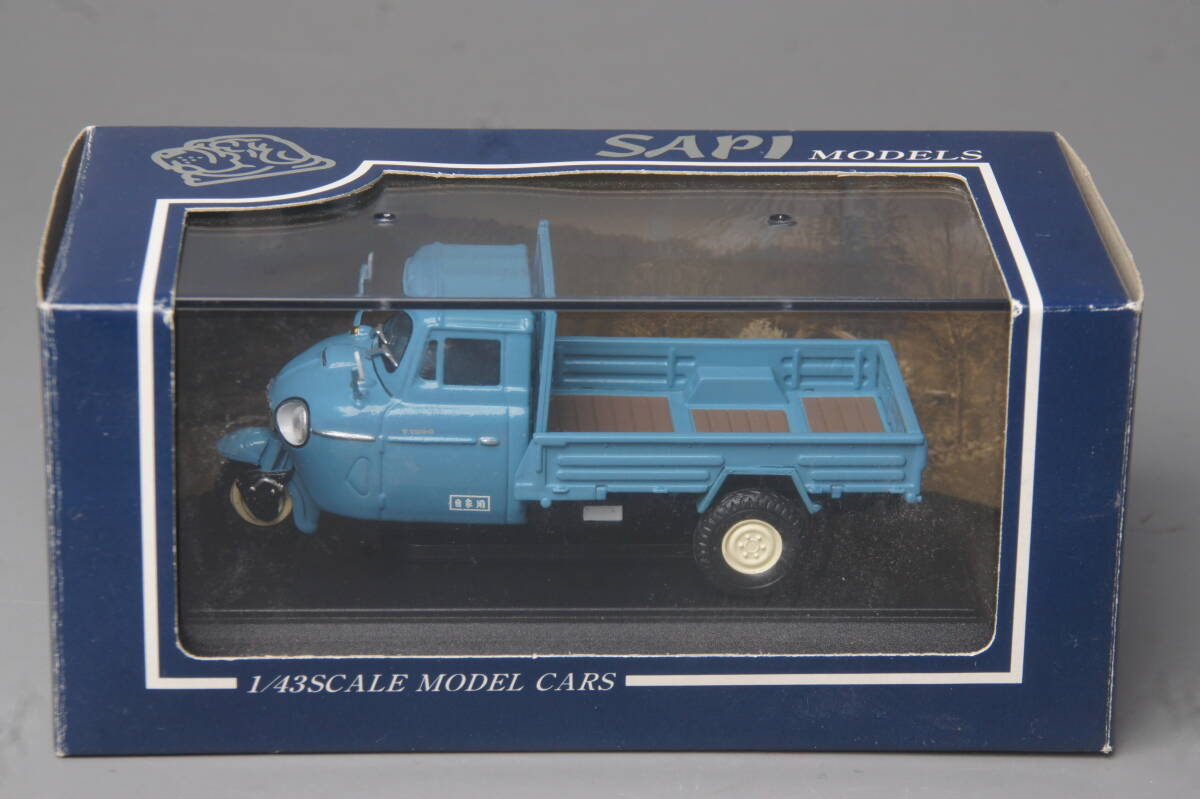 SAPI MODELS
T1500
自家用
1/43SCALE MODEL CARS